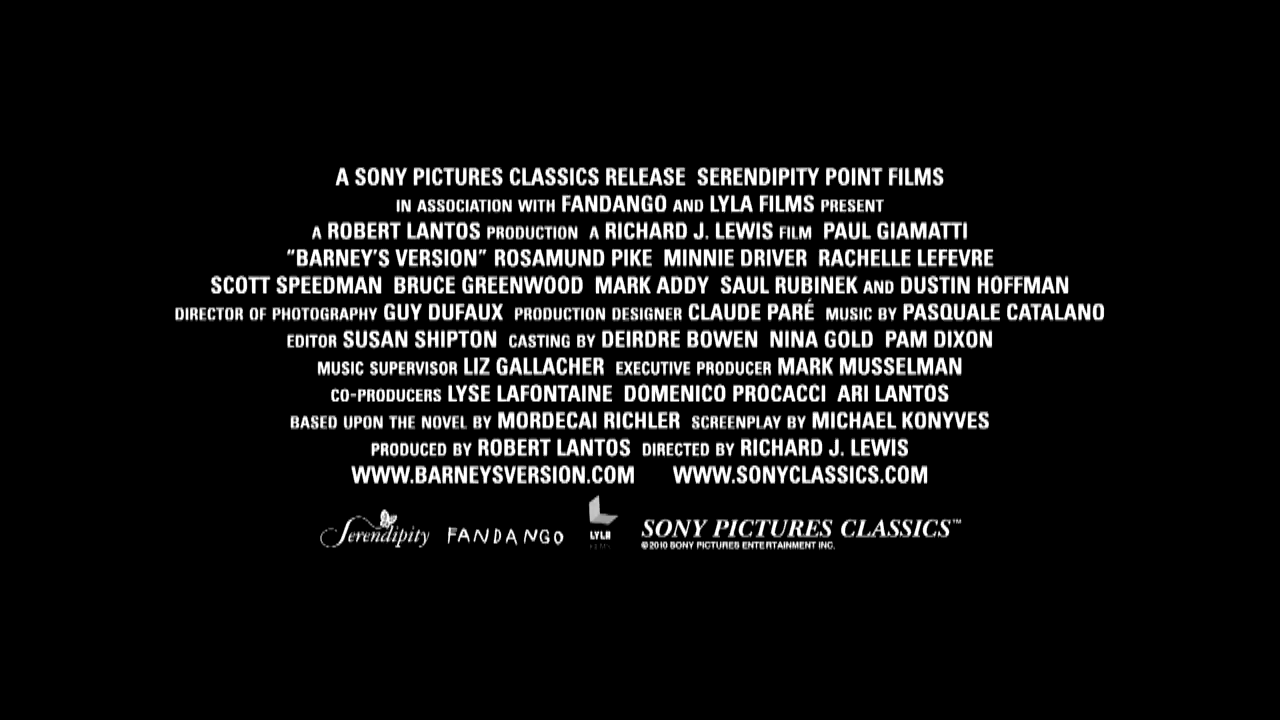 A SONY PICTURES CLASSICS RELEASE SERENDIPITY POINT FILMS
IN ASSOCIATION WITH FANDANGO AND LYLA FILMS PRESENT
A ROBERT LANTOS PRODUCTION A RICHARD J. LEWIS FILM PAUL GIAMATTI
"BARNEY'S VERSION" ROSAMUND PIKE MINNIE DRIVER RACHELLE LEFEVRE
SCOTT SPEEDMAN BRUCE GREENWOOD MARK ADDY SAUL RUBINEK AND DUSTIN HOFFMAN
DIRECTOR OF PHOTOGRAPHY GUY DUFAUX PRODUCTION DESIGNER CLAUDE PARÉ MUSIC BY PASQUALE CATALANO
EDITOR SUSAN SHIPTON CASTING BY DEIRDRE BOWEN NINA GOLD PAM DIXON
MUSIC SUPERVISOR LIZ GALLACHER EXECUTIVE PRODUCER MARK MUSSELMAN
CO-PRODUCERS LYSE LAFONTAINE DOMENICO PROCACCI ARI LANTOS
BASED UPON THE NOVEL BY MORDECAI RICHLER SCREENPLAY BY MICHAEL KONYVES
PRODUCED BY ROBERT LANTOS DIRECTED BY RICHARD J. LEWIS
WWW.BARNEYSVERSION.COM WWW.SONYCLASSICS.COM
Serendipity FANDANGO LYLA FILMS SONY PICTURES CLASSICS™
©2010 SONY PICTURES ENTERTAINMENT INC.